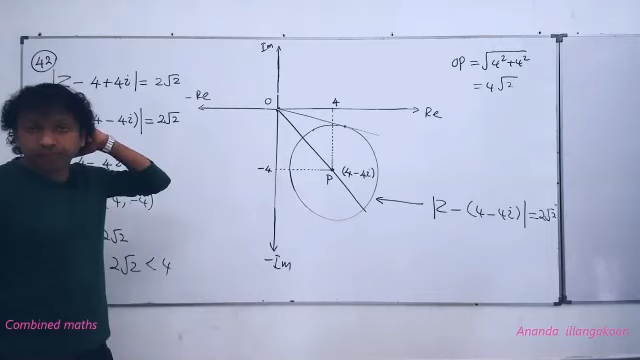 42
|Z - 4 + 4i| = 2√2
4 - 4i)| = 2√2
, -4)
2√2
2√2 < 4
Im
- Re
O
4
Re
-4
P
(4-4i)
-Im
OP = √4² + 4²
= 4√2
|Z - (4-4i)| = 2√2
Combined maths
Ananda illangakoon